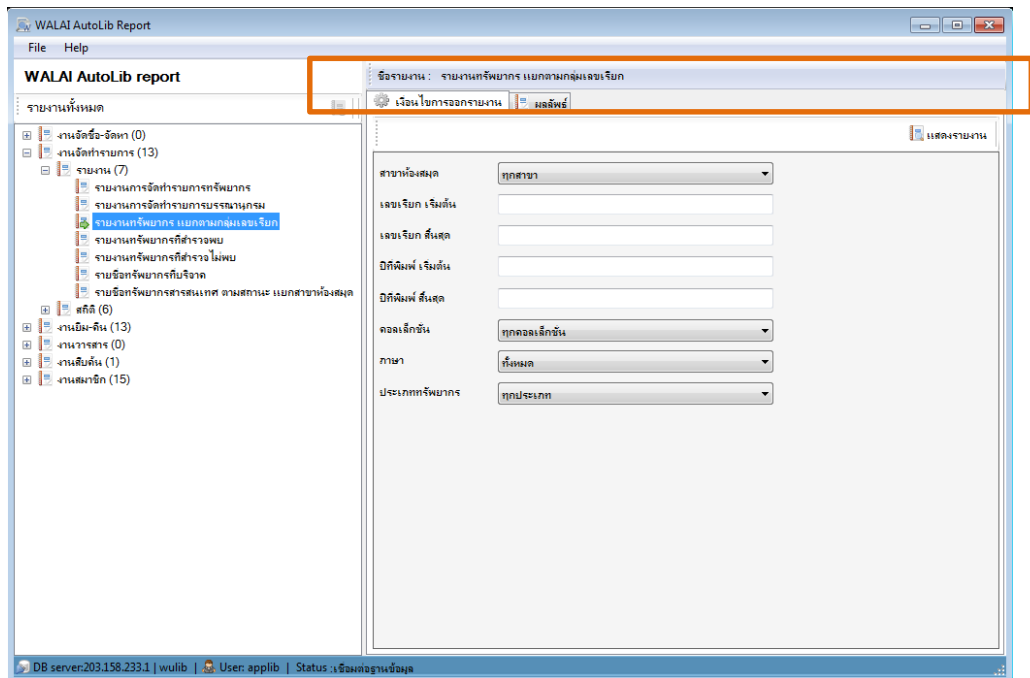 WALAI AutoLib Report
File Help
WALAI AutoLib report
รายงานทั้งหมด
งานจัดซื้อ-จัดหา (0)
งานจัดทำรายการ (13)
รายงาน (7)
รายงานการจัดทำรายการทรัพยากร
รายงานการจัดทำรายการบรรณานุกรม
รายงานทรัพยากร แยกตามกลุ่มเลขเรียก
รายงานทรัพยากรที่สำรวจพบ
รายงานทรัพยากรที่สำรวจไม่พบ
รายชื่อทรัพยากรที่บริจาค
รายชื่อทรัพยากรสารสนเทศ ตามสถานะ แยกสาขาห้องสมุด
สถิติ (6)
งานยืม-คืน (13)
งานวารสาร (0)
งานสืบค้น (1)
งานสมาชิก (15)
ชื่อรายงาน : รายงานทรัพยากร แยกตามกลุ่มเลขเรียก
เงื่อนไขการออกรายงาน ผลลัพธ์
แสดงรายงาน
สาขาห้องสมุด ทุกสาขา
เลขเรียก เริ่มต้น
เลขเรียก สิ้นสุด
ปีที่พิมพ์ เริ่มต้น
ปีที่พิมพ์ สิ้นสุด
คอลเล็กชัน ทุกคอลเล็กชัน
ภาษา ทั้งหมด
ประเภททรัพยากร ทุกประเภท
DB server:203.158.233.1 | wulib | User: applib | Status :เชื่อมต่อฐานข้อมูล